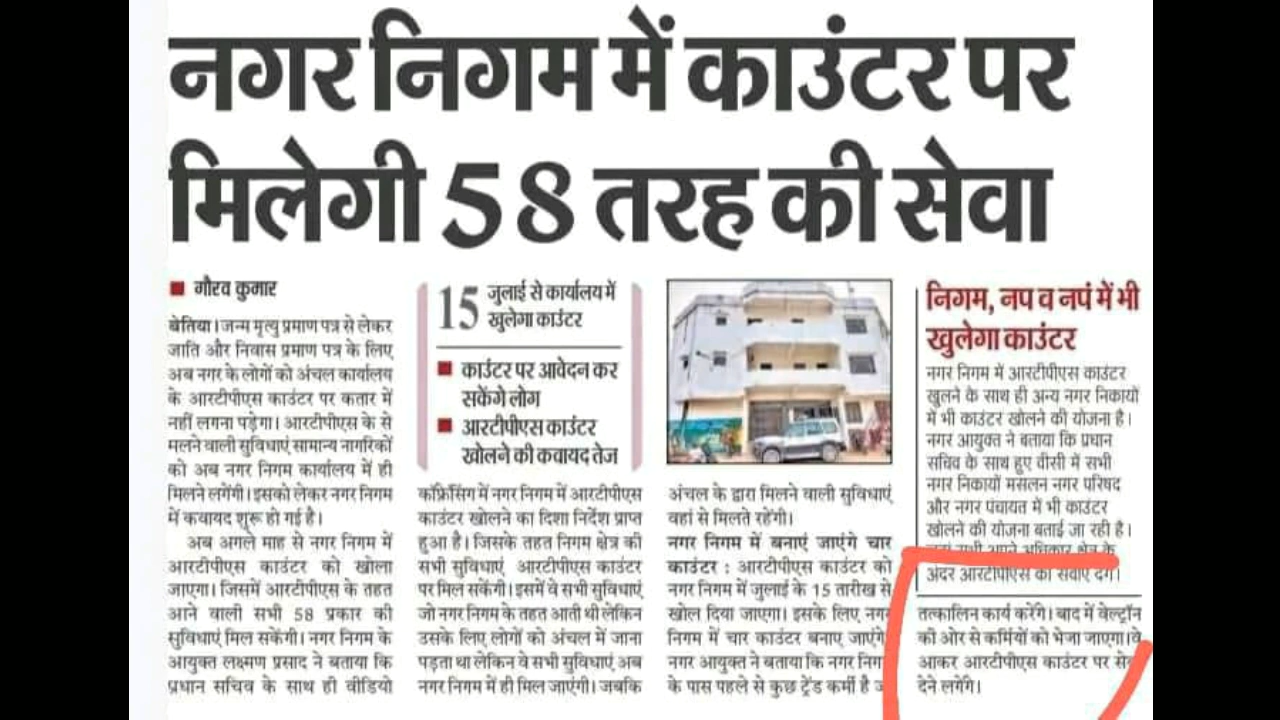 नगर निगम में काउंटर पर
मिलेगी 58 तरह की सेवा
■ गौरव कुमार
बेतिया। जन्म मृत्यु प्रमाण पत्र से लेकर
जाति और निवास प्रमाण पत्र के लिए
अब नगर के लोगों को अंचल कार्यालय
के आरटीपीएस काउंटर पर कतार में
नहीं लगना पड़ेगा। आरटीपीएस के से
मलने वाली सुविधाएं सामान्य नागरिकों
को अब नगर निगम कार्यालय में ही
मिलने लगेंगी। इसको लेकर नगर निगम
में कवायद शुरू हो गई है।
अब अगले माह से नगर निगम में
आरटीपीएस काउंटर को खोला
जाएगा। जिसमें आरटीपीएस के तहत
आने वाली सभी 58 प्रकार की
सुविधाएं मिल सकेंगी। नगर निगम के
आयुक्त लक्ष्मण प्रसाद ने बताया कि
प्रधान सचिव के साथ ही वीडियो
15 जुलाई से कार्यालय में
खुलेगा काउंटर
■ काउंटर पर आवेदन कर
सकेंगे लोग
■ आरटीपीएस काउंटर
खोलने की कवायद तेज
कॉफ्रेंसिंग में नगर निगम में आरटीपीएस
काउंटर खोलने का दिशा निर्देश प्राप्त
हुआ है। जिसके तहत निगम क्षेत्र की
सभी सुविधाएं आरटीपीएस काउंटर
पर मिल सकेंगी। इसमें वे सभी सुविधाएं
जो नगर निगम के तहत आती थी लेकिन
उसके लिए लोगों को अंचल में जाना
पड़ता था लेकिन वे सभी सुविधाएं अब
नगर निगम में ही मिल जाएंगी। जबकि
अंचल के द्वारा मिलने वाली सुविधाएं
वहां से मिलते रहेंगी।
नगर निगम में बनाएं जाएंगे चार
काउंटर : आरटीपीएस काउंटर को
नगर निगम में जुलाई के 15 तारीख से
खोल दिया जाएगा। इसके लिए नगर
निगम में चार काउंटर बनाए जाएंगे
नगर आयुक्त ने बताया कि नगर निगम
के पास पहले से कुछ ट्रेंड कर्मी है
निगम, नप व नपं में भी
खुलेगा काउंटर
नगर निगम में आरटीपीएस काउंटर
खुलने के साथ ही अन्य नगर निकायों
में भी काउंटर खोलने की योजना है।
नगर आयुक्त ने बताया कि प्रधान
सचिव के साथ हुए वीसी में सभी
नगर निकायों मसलन नगर परिषद
और नगर पंचायत में भी काउंटर
खोलने की योजना बताई जा रही है।
सभी अपने अधिकार क्षेत्र के
अंदर आरटीपीएस की सेवाएं देंगे।
तत्कालिन कार्य करेंगे। बाद में वेल्ट्रॉन
की ओर से कर्मियों को भेजा जाएगा। वे
आकर आरटीपीएस काउंटर पर
देने लगेंगे।